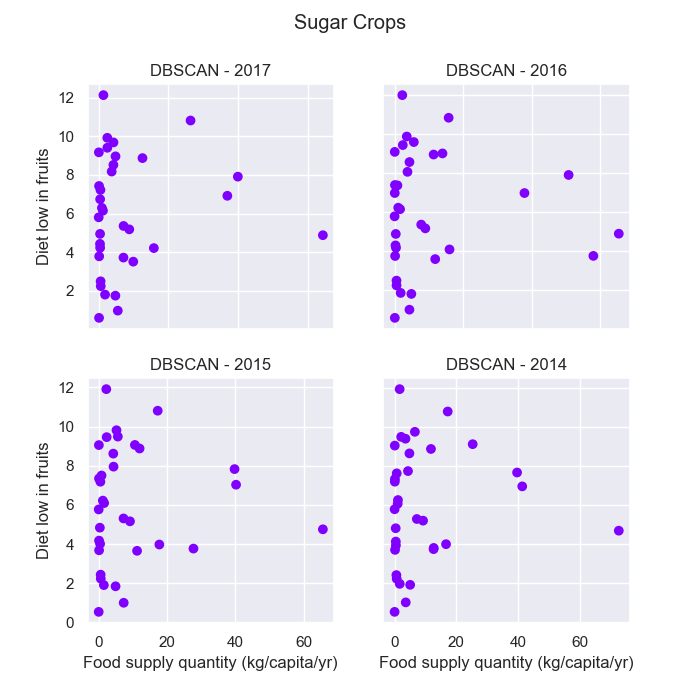 Sugar Crops
DBSCAN - 2017
DBSCAN - 2016
12
10
8
6
4
2
Diet low in fruits
DBSCAN - 2015
DBSCAN - 2014
12
10
8
6
4
2
0
Diet low in fruits
0 20 40 60
0 20 40 60
Food supply quantity (kg/capita/yr)
Food supply quantity (kg/capita/yr)